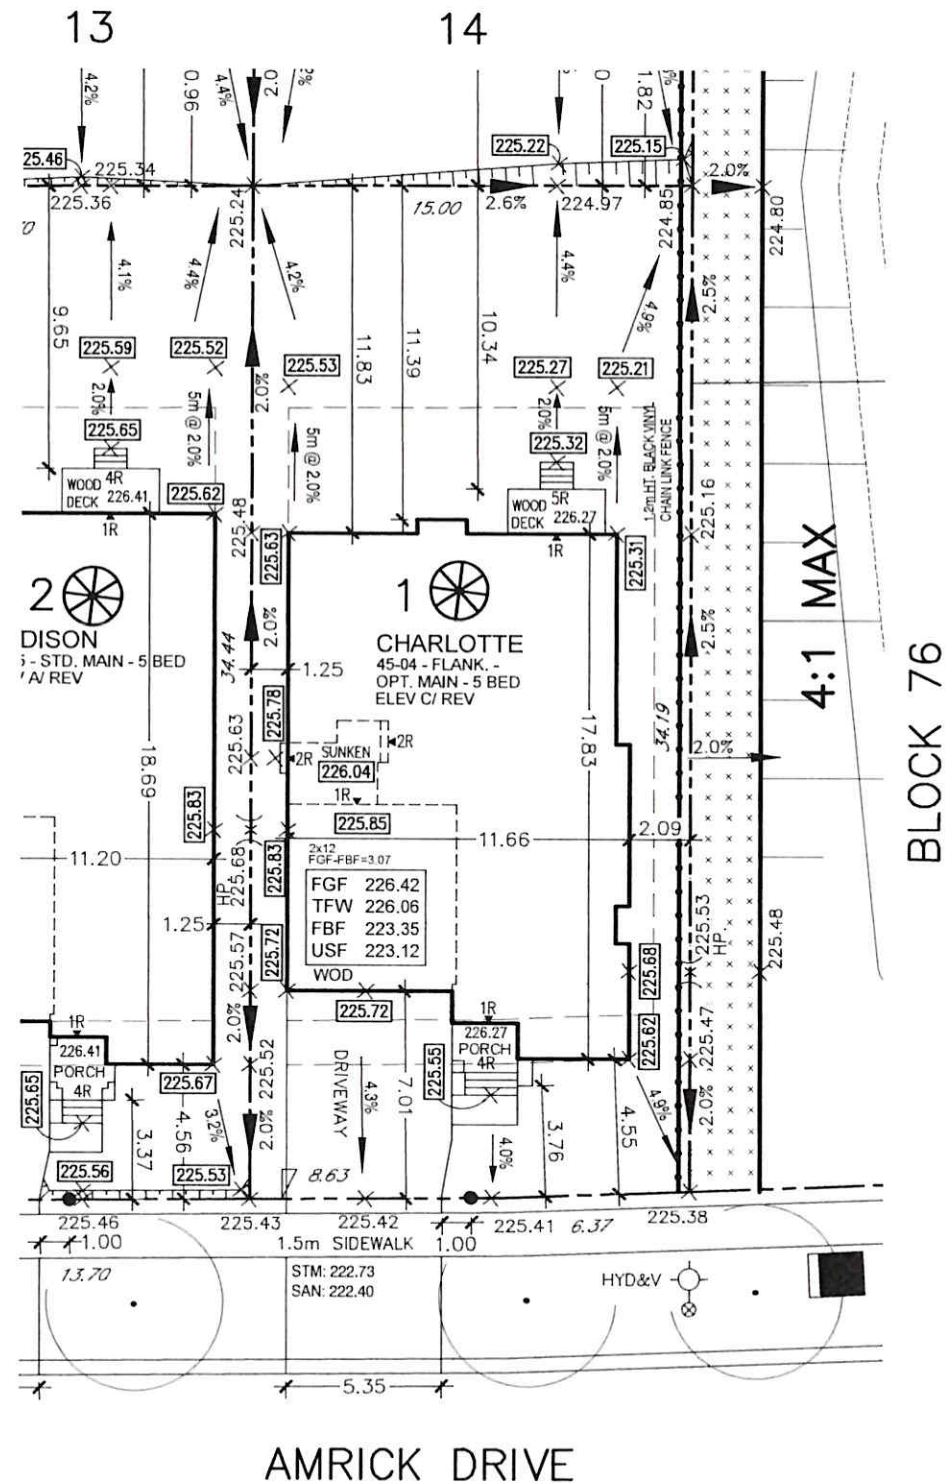 13
14
4.2%
0.96
4.4%
2.0
1.82
25.46
225.34
225.22
225.15
2.0%
225.36
225.24
15.00
2.6%
224.97
224.85
224.80
9.65
4.1%
4.4%
4.2%
11.83
11.39
10.34
4.4%
4.9%
2.5%
225.59
225.52
225.53
225.27
225.21
2.0%
5m @ 2.0%
2.0%
5m @ 2.0%
2.0%
5m @ 2.0%
1.2m HT. BLACK VINYL
CHAIN LINK FENCE
225.65
225.32
WOOD
DECK
4R
226.41
225.62
1R
225.48
225.63
WOOD
DECK
5R
226.27
1R
225.31
225.16
2
DISON
5 - STD. MAIN - 5 BED
/ A/ REV
34.44
2.0%
1
CHARLOTTE
45-04 - FLANK. -
OPT. MAIN - 5 BED
ELEV C/ REV
1.25
2.5%
4:1 MAX
BLOCK 76
18.69
225.63
225.78
2R
SUNKEN
226.04
2R
1R
17.83
34.19
2.0%
225.83
225.68
HP.
225.83
225.85
11.20
11.66
2.09
2x12
FGF-FBF=3.07
FGF 226.42
TFW 226.06
FBF 223.35
USF 223.12
WOD
1.25
225.57
225.72
225.72
225.53
HP.
225.48
225.68
1R
226.41
PORCH
4R
225.65
225.67
2.0%
225.52
DRIVEWAY
4.3%
7.01
225.55
1R
226.27
PORCH
4R
225.62
225.47
225.56
3.37
4.56
225.53
3.2%
2.0%
8.63
4.0%
3.76
4.55
4.9%
2.0%
225.46
225.43
225.42
225.41
6.37
225.38
1.00
1.5m SIDEWALK
1.00
13.70
STM: 222.73
SAN: 222.40
HYD&V
5.35
AMRICK DRIVE